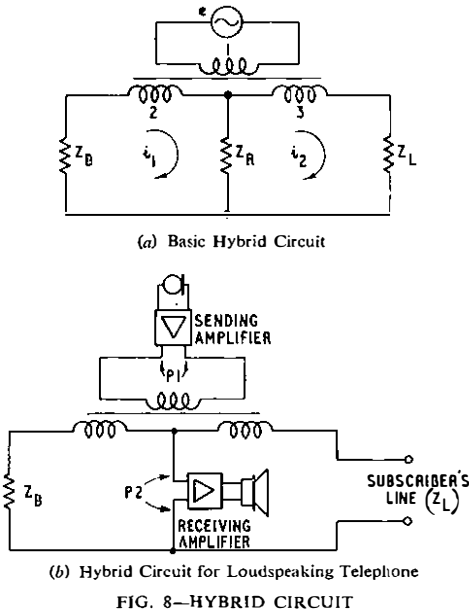 e
1
2
3
Z_B
i_1
Z_R
i_2
Z_L
(a) Basic Hybrid Circuit
SENDING
AMPLIFIER
P1
Z_B
P2
RECEIVING
AMPLIFIER
SUBSCRIBER'S
LINE (Z_L)
(b) Hybrid Circuit for Loudspeaking Telephone
FIG. 8—HYBRID CIRCUIT